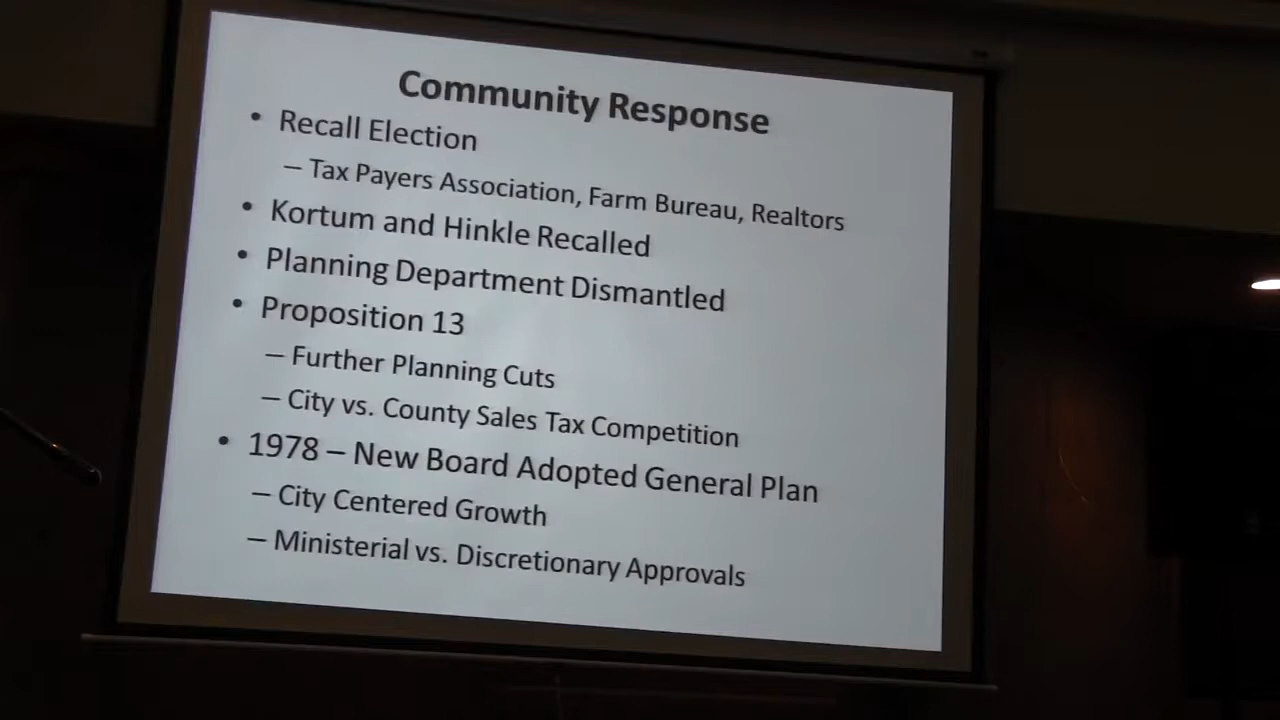 Community Response
• Recall Election
– Tax Payers Association, Farm Bureau, Realtors
• Kortum and Hinkle Recalled
• Planning Department Dismantled
• Proposition 13
– Further Planning Cuts
– City vs. County Sales Tax Competition
• 1978 – New Board Adopted General Plan
– City Centered Growth
– Ministerial vs. Discretionary Approvals